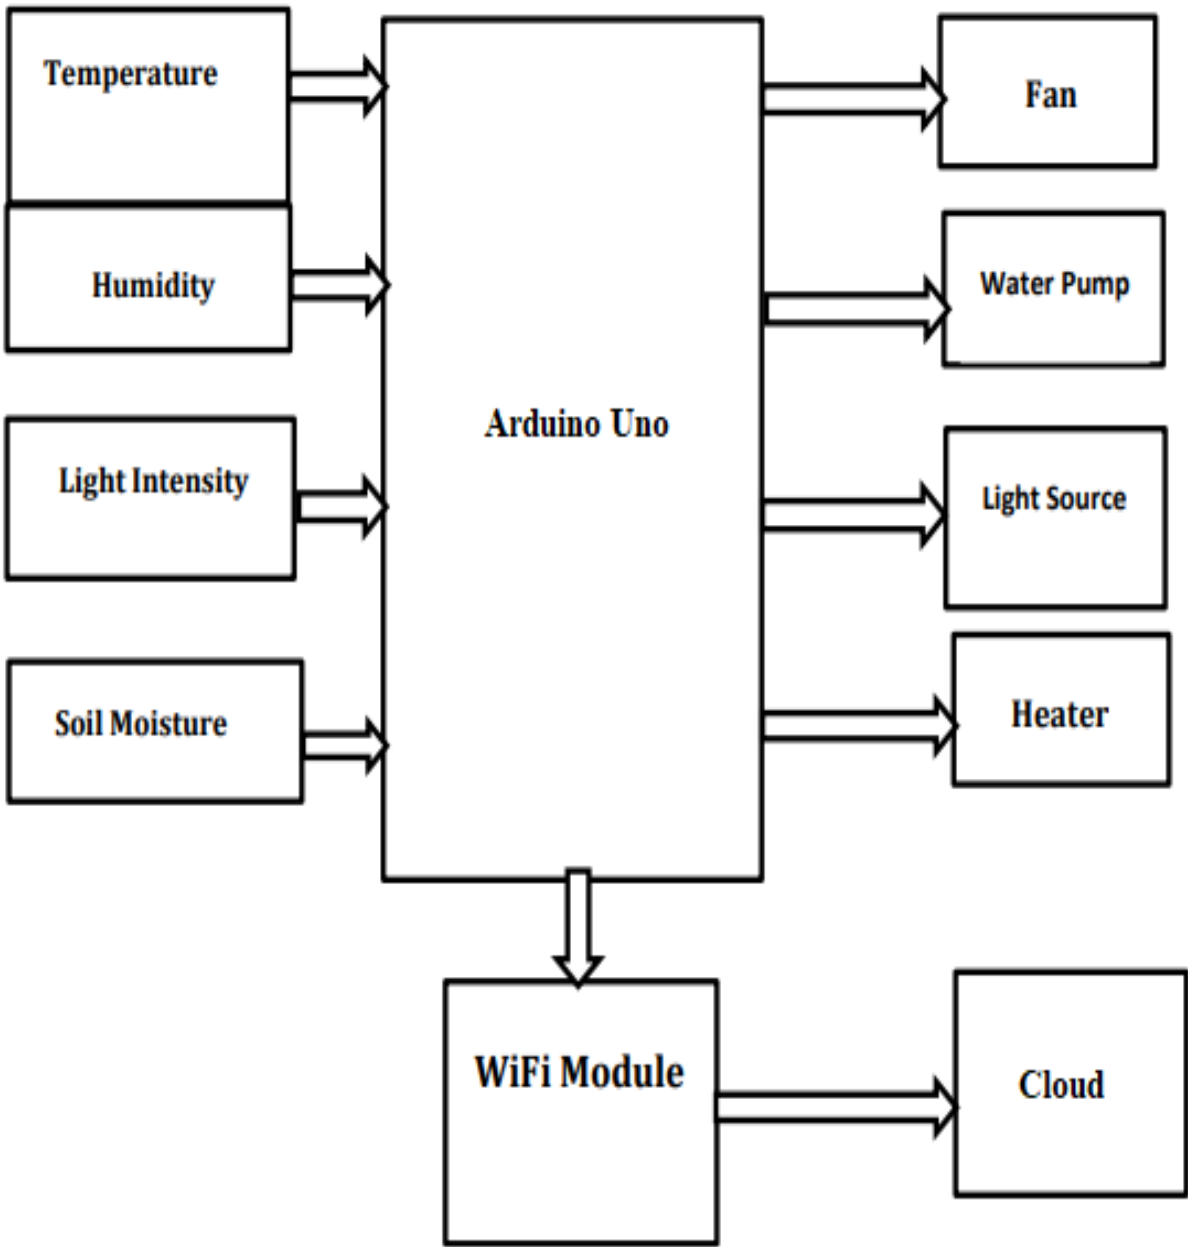 Temperature
Fan
Humidity
Water Pump
Arduino Uno
Light Intensity
Light Source
Soil Moisture
Heater
WiFi Module
Cloud